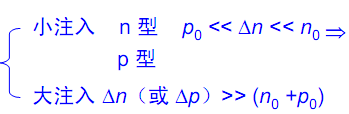 小注入 n 型 p₀ << Δn << n₀ ⇒
p 型
大注入 Δn（或 Δp）>> (n₀ +p₀)